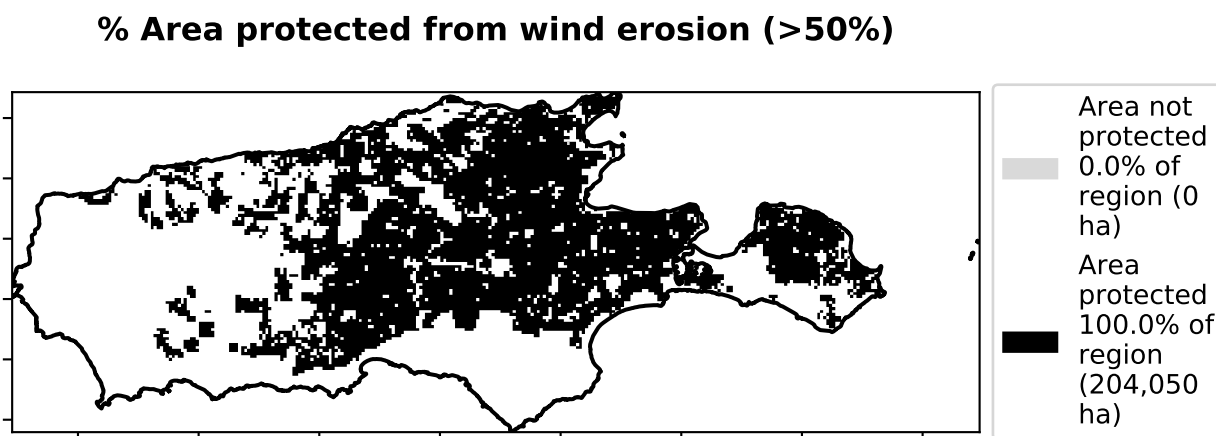 % Area protected from wind erosion (>50%)
Area not
protected
0.0% of
region (0
ha)
Area
protected
100.0% of
region
(204,050
ha)